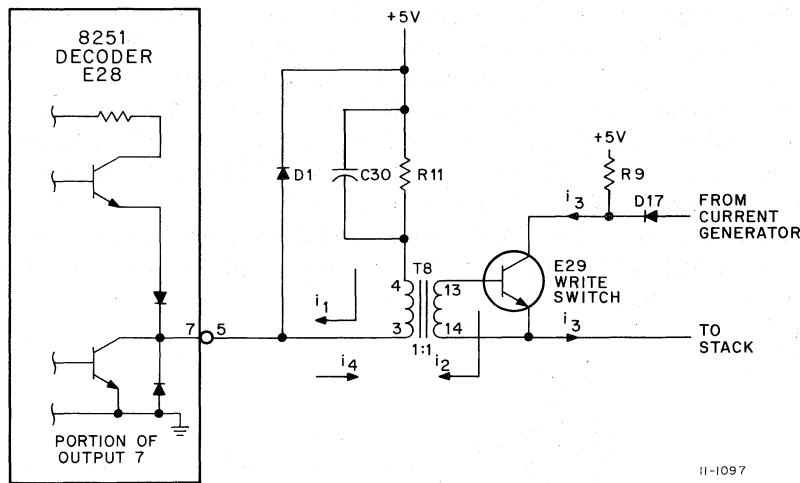 8251
DECODER
E28
+5V
D1
C30
R11
+5V
R9
i3
D17
FROM
CURRENT
GENERATOR
E29
WRITE
SWITCH
T8
4
13
i1
3
14
i3
7
5
1:1
i4
i2
TO
STACK
PORTION OF
OUTPUT 7
11-1097